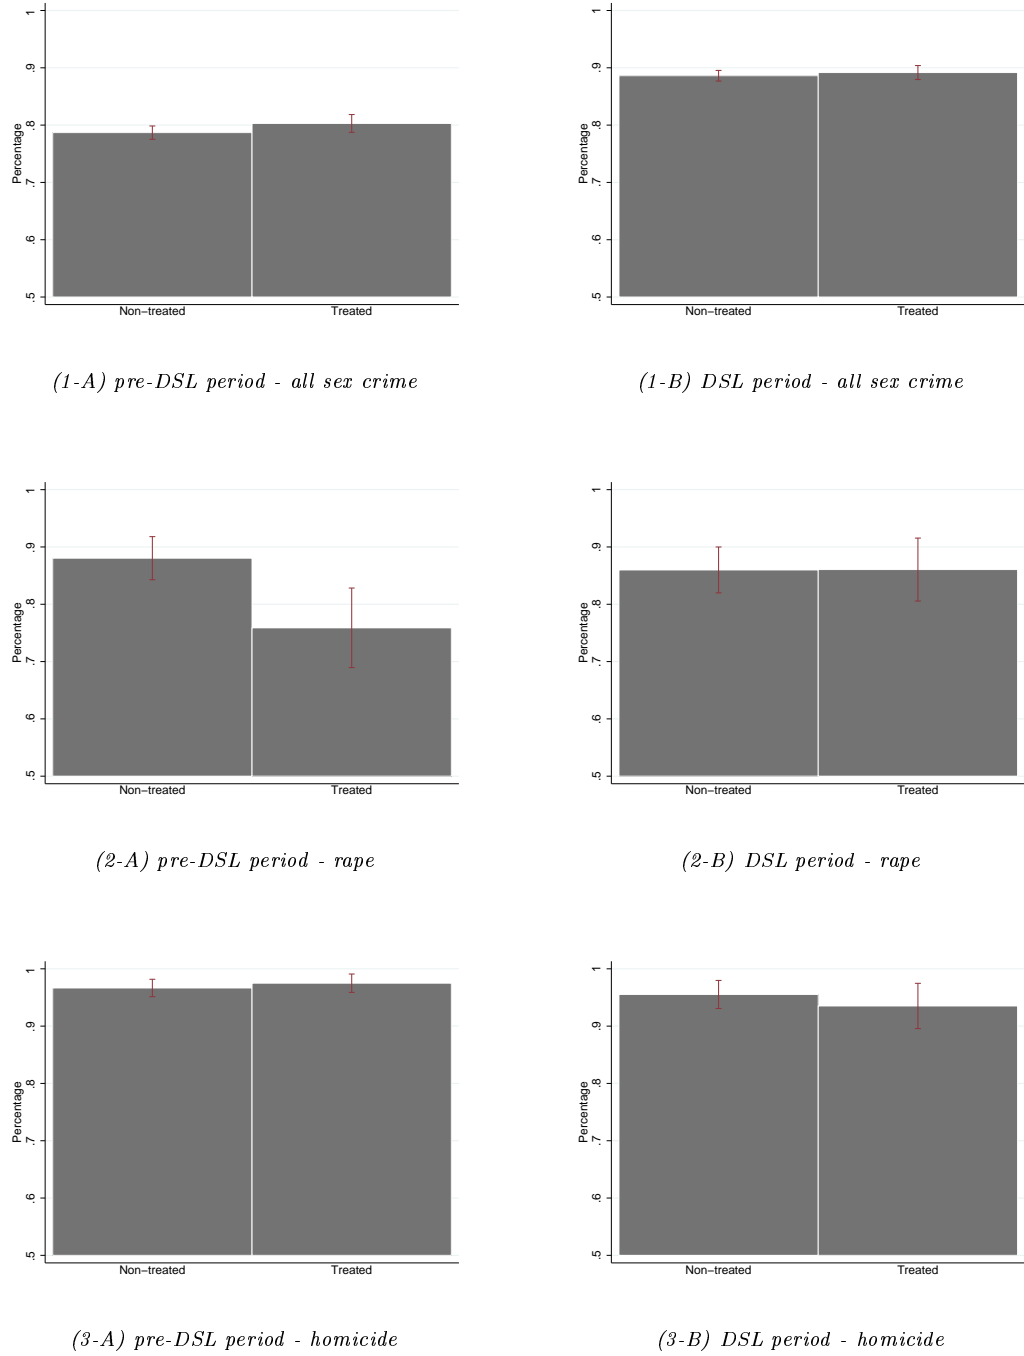 Percentage
1
.9
.8
.7
.6
.5
Non−treated Treated
(1-A) pre-DSL period - all sex crime
Percentage
1
.9
.8
.7
.6
.5
Non−treated Treated
(1-B) DSL period - all sex crime
Percentage
1
.9
.8
.7
.6
.5
Non−treated Treated
(2-A) pre-DSL period - rape
Percentage
1
.9
.8
.7
.6
.5
Non−treated Treated
(2-B) DSL period - rape
Percentage
1
.9
.8
.7
.6
.5
Non−treated Treated
(3-A) pre-DSL period - homicide
Percentage
1
.9
.8
.7
.6
.5
Non−treated Treated
(3-B) DSL period - homicide